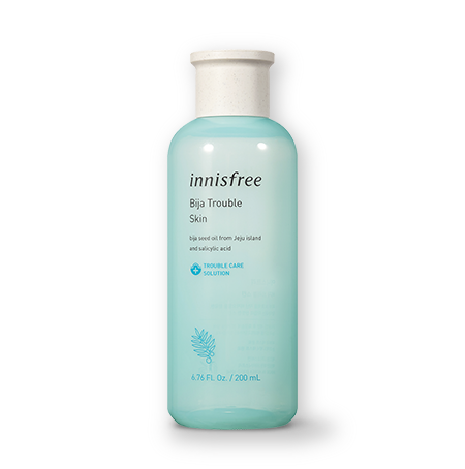 innisfree
Bija Trouble
Skin
bija seed oil from Jeju island
and salicylic acid
TROUBLE CARE
SOLUTION
6.76 Fl. Oz. / 200 mL